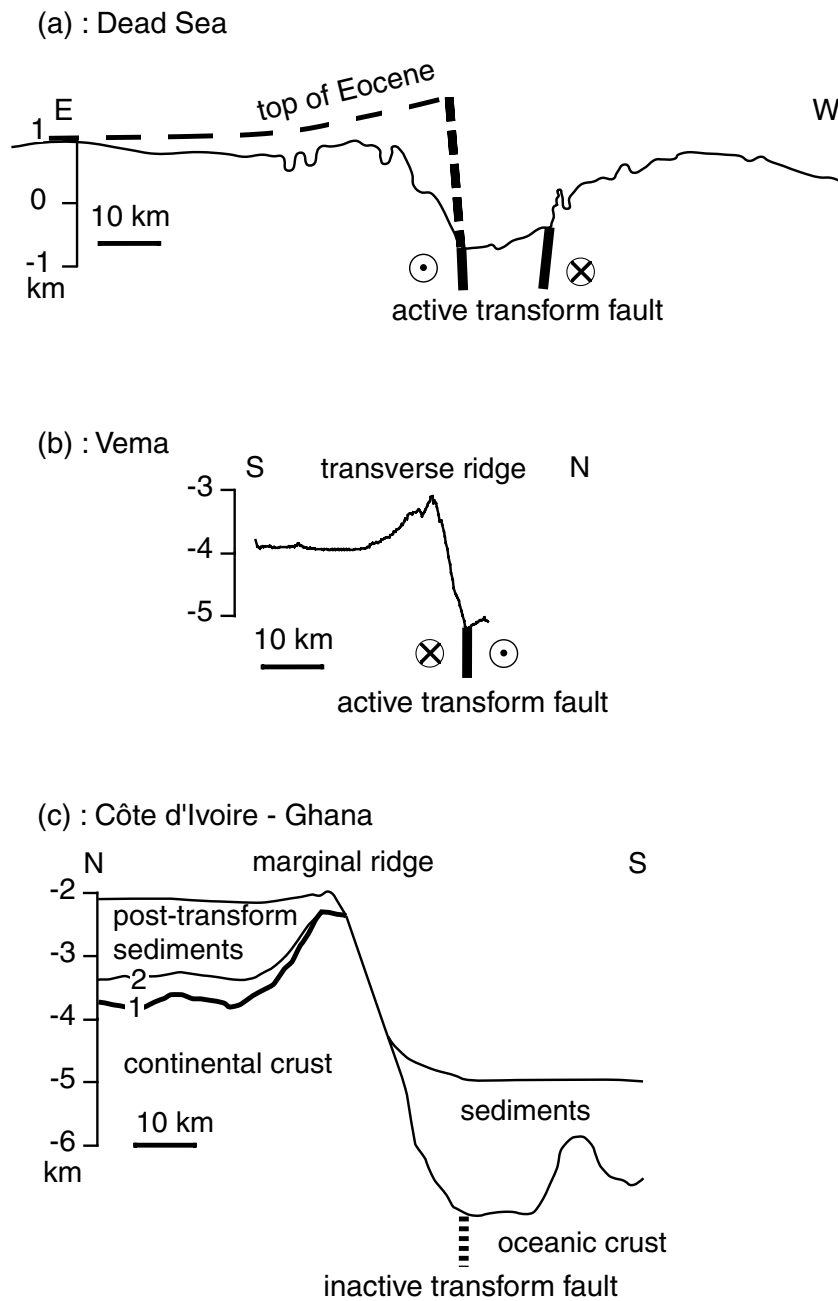 (a) : Dead Sea
top of Eocene
E
W
1
0
10 km
-1
km
active transform fault
(b) : Vema
S
transverse ridge
N
-3
-4
-5
10 km
active transform fault
(c) : Côte d'Ivoire - Ghana
N
marginal ridge
S
-2
post-transform
sediments
-3
2
1
-4
continental crust
-5
sediments
10 km
-6
km
oceanic crust
inactive transform fault